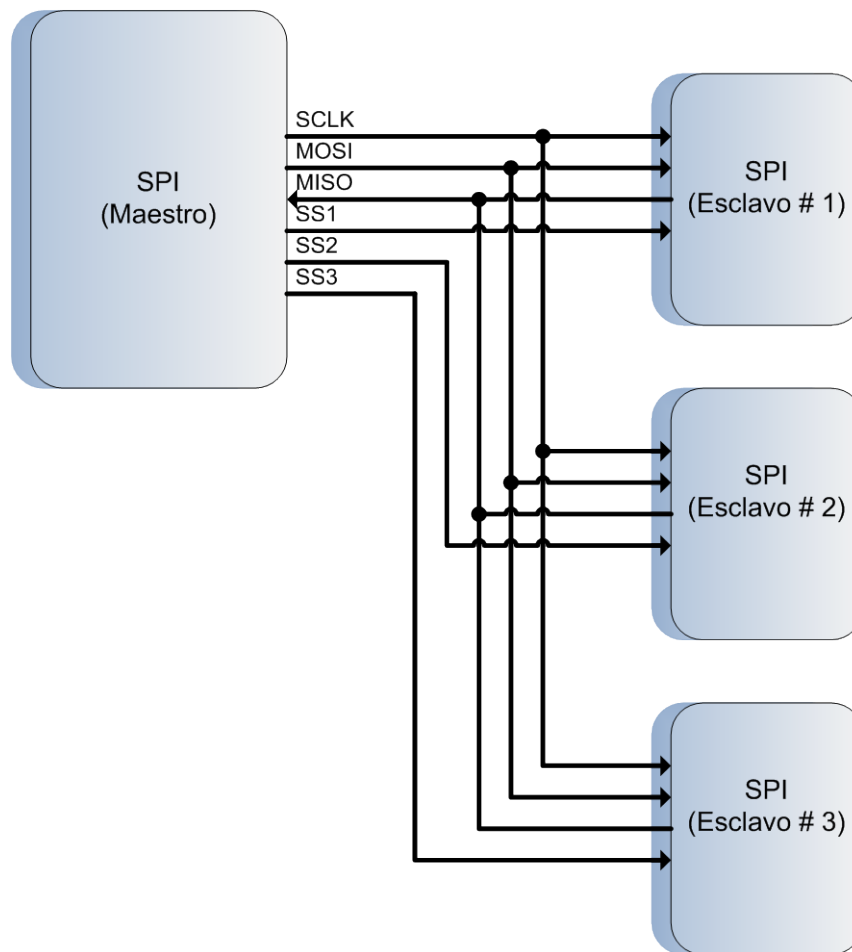 SPI
(Maestro)
SCLK
MOSI
MISO
SS1
SS2
SS3
SPI
(Esclavo # 1)
SPI
(Esclavo # 2)
SPI
(Esclavo # 3)